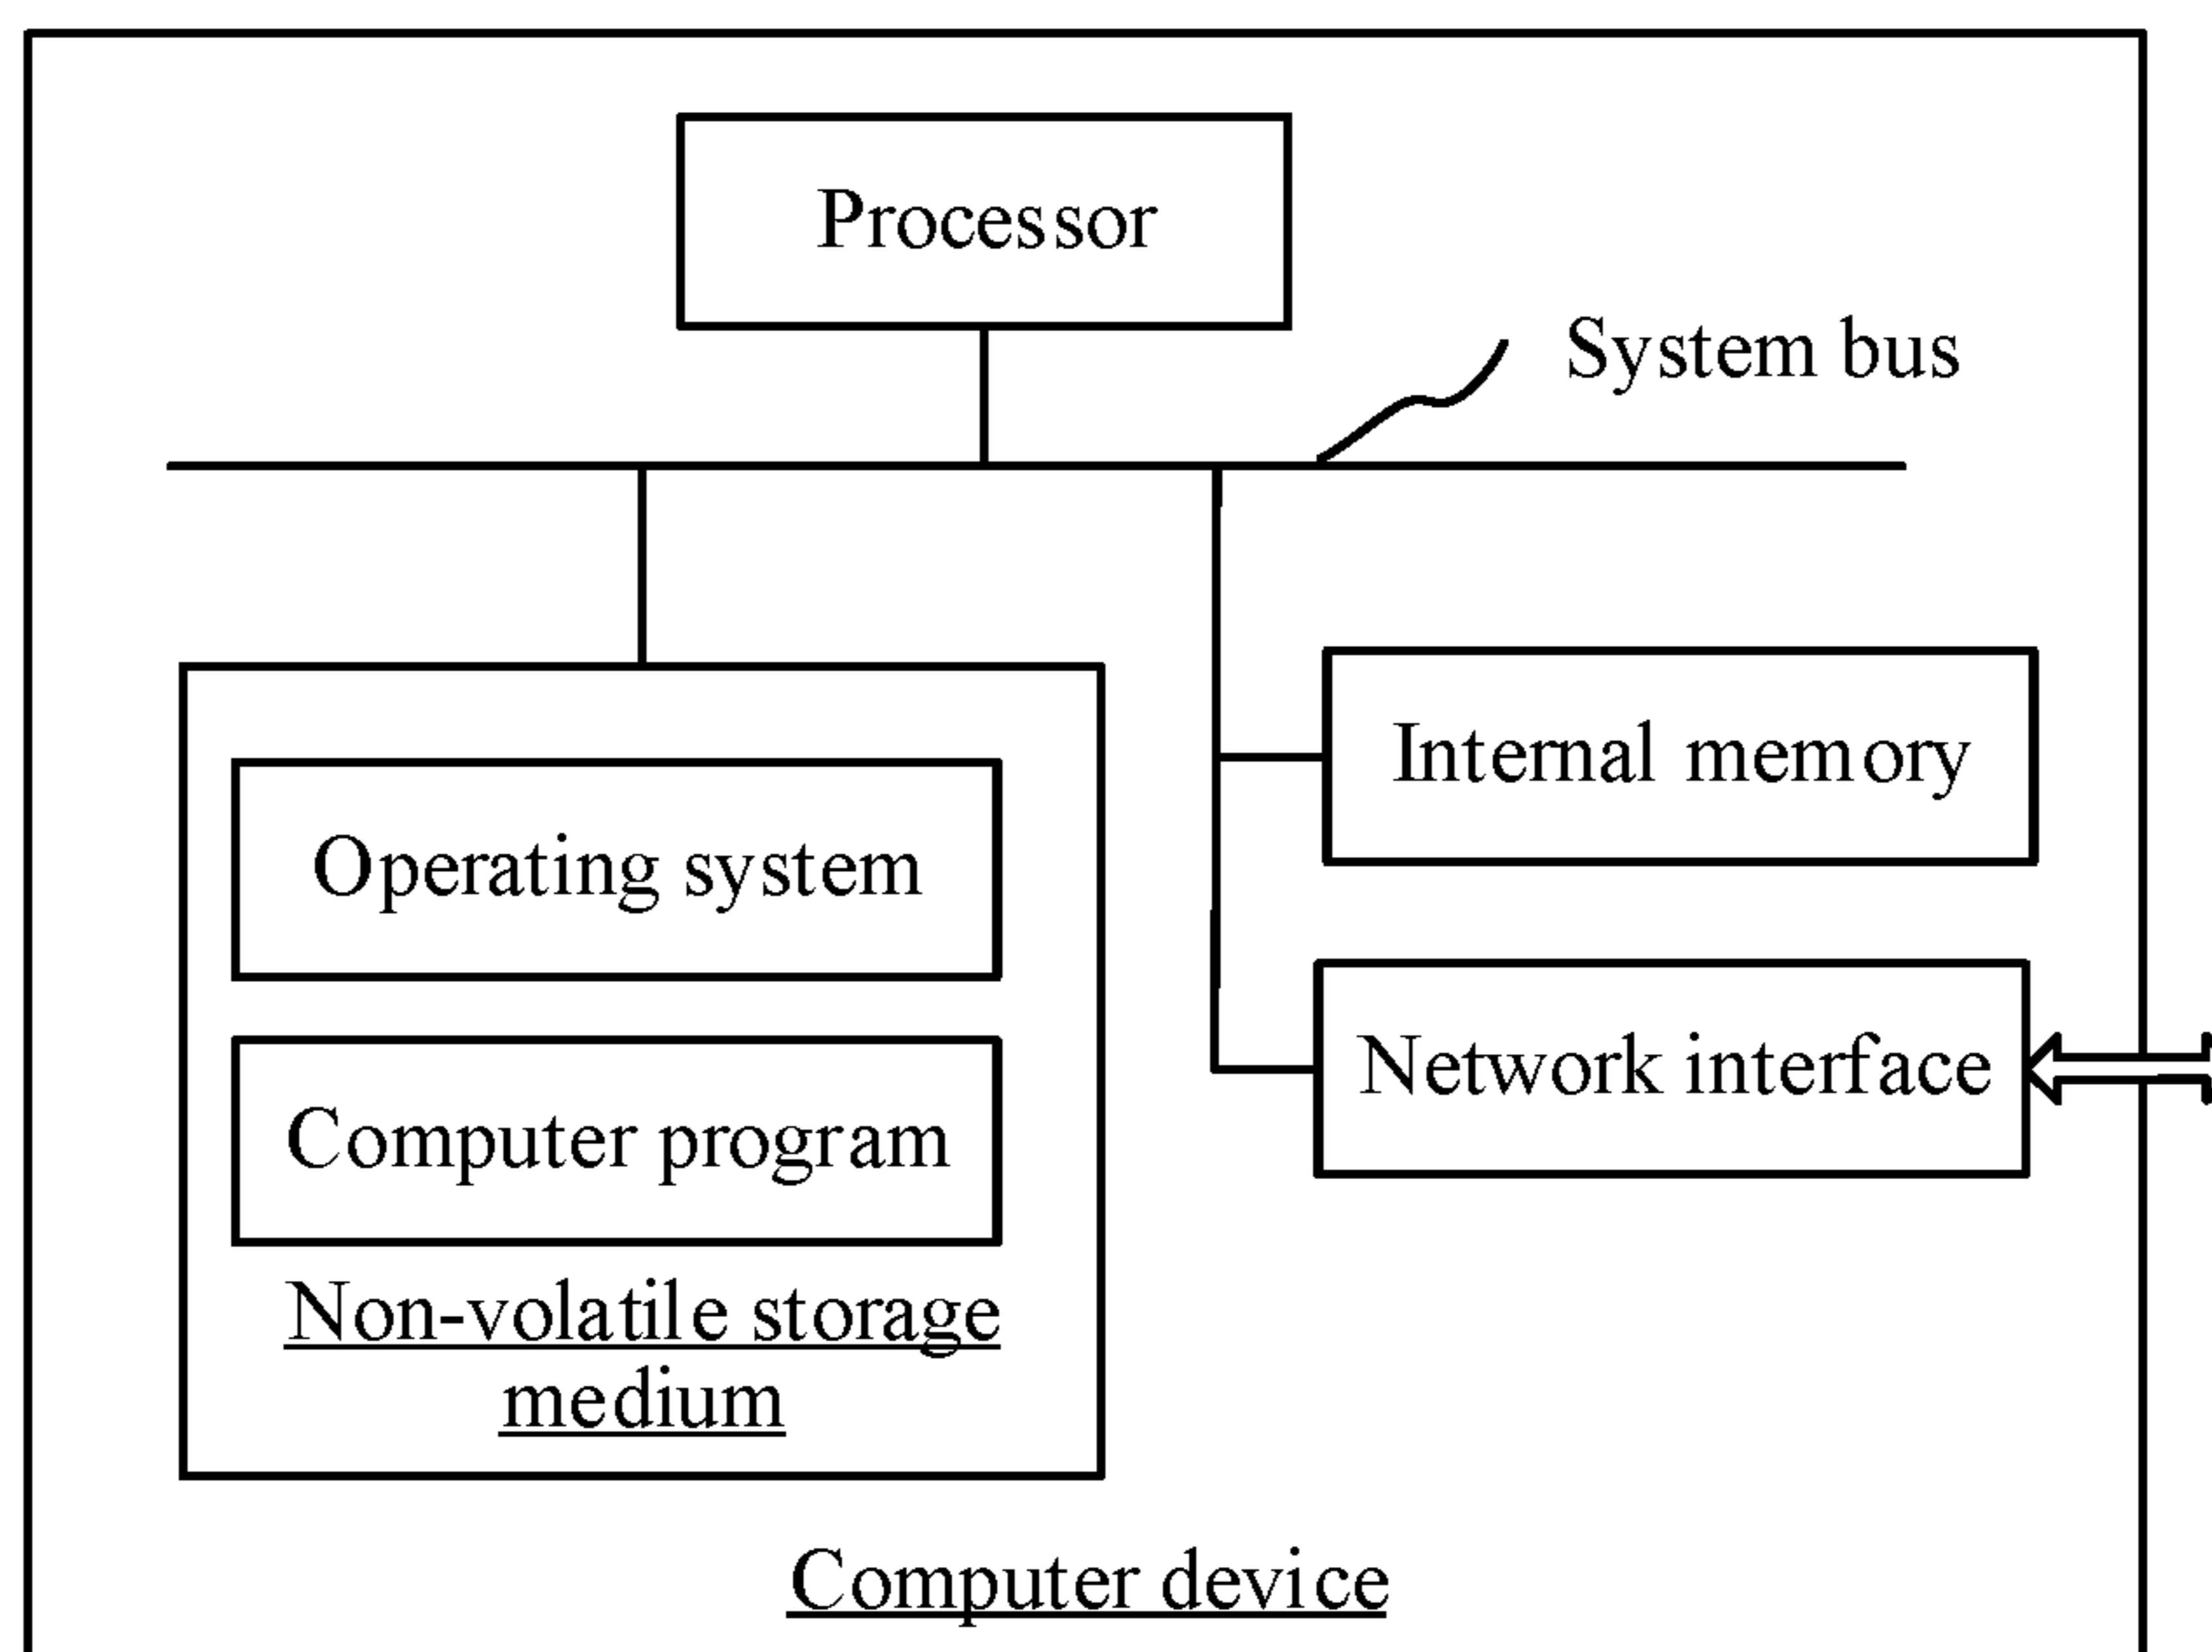 Processor
System bus
Internal memory
Operating system
Network interface
Computer program
Non-volatile storage
medium
Computer device